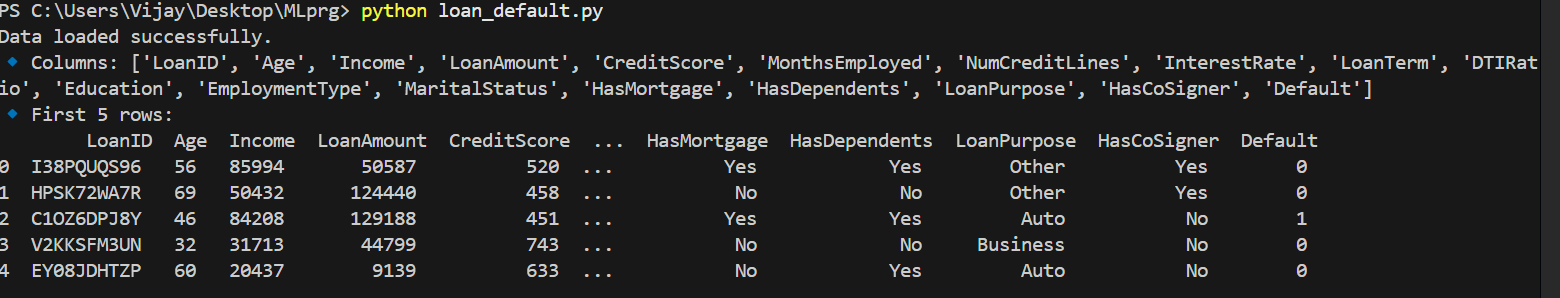 PS C:\Users\Vijay\Desktop\MLprg> python loan_default.py
Data loaded successfully.
🔹 Columns: ['LoanID', 'Age', 'Income', 'LoanAmount', 'CreditScore', 'MonthsEmployed', 'NumCreditLines', 'InterestRate', 'LoanTerm', 'DTIRat
io', 'Education', 'EmploymentType', 'MaritalStatus', 'HasMortgage', 'HasDependents', 'LoanPurpose', 'HasCoSigner', 'Default']
🔹 First 5 rows:
       LoanID  Age  Income  LoanAmount  CreditScore  ...  HasMortgage  HasDependents  LoanPurpose  HasCoSigner  Default
0  I38PQUQS96   56   85994       50587          520  ...          Yes            Yes        Other          Yes        0
1  HPSK72WA7R   69   50432      124440          458  ...           No             No        Other          Yes        0
2  C1OZ6DPJ8Y   46   84208      129188          451  ...          Yes            Yes         Auto           No        1
3  V2KKSFM3UN   32   31713       44799          743  ...           No             No     Business           No        0
4  EY08JDHTZP   60   20437        9139          633  ...           No            Yes         Auto           No        0